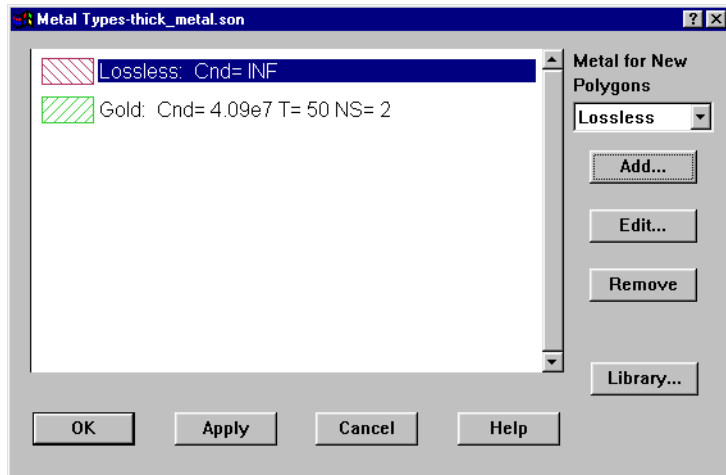 Metal Types-thick_metal.son
Lossless: Cnd= INF
Gold: Cnd= 4.09e7 T= 50 NS= 2
Metal for New
Polygons
Lossless
Add...
Edit...
Remove
Library...
OK Apply Cancel Help